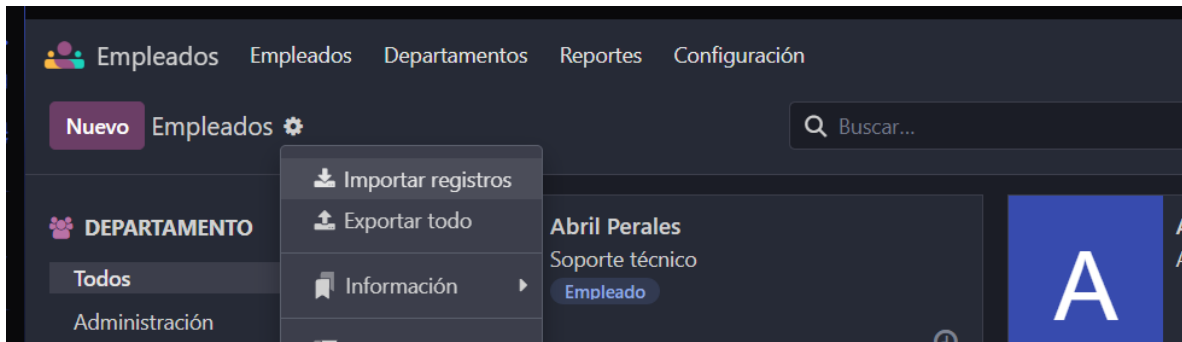 Empleados Empleados Departamentos Reportes Configuración
Nuevo Empleados Buscar...
Importar registros
Exportar todo
Información
DEPARTAMENTO
Todos
Administración
Abril Perales
Soporte técnico
Empleado
A